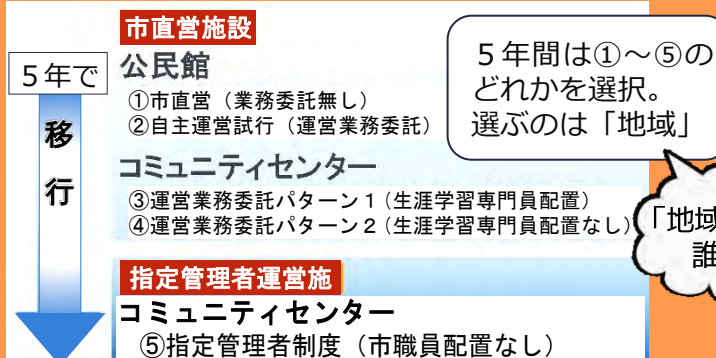 市直営施設
5年で
公民館
①市直営（業務委託無し）
②自主運営試行（運営業務委託）
5年間は①～⑤の
どれかを選択。
選ぶのは「地域」
移
行
コミュニティセンター
③運営業務委託パターン1（生涯学習専門員配置）
④運営業務委託パターン2（生涯学習専門員配置なし）
「地域
誰
指定管理者運営施
コミュニティセンター
⑤指定管理者制度（市職員配置なし）